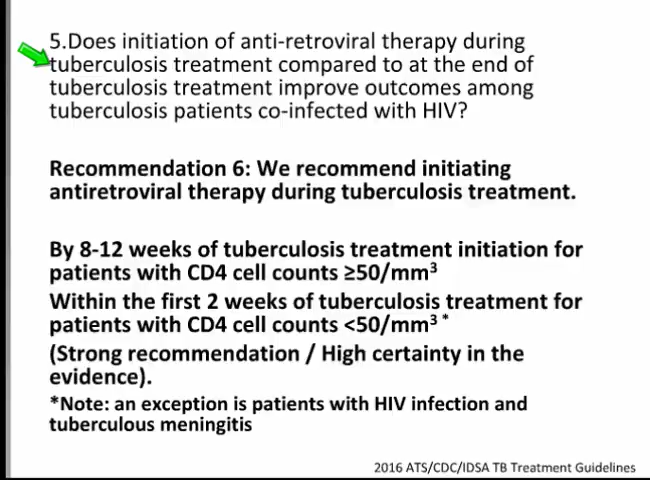 5.Does initiation of anti-retroviral therapy during
tuberculosis treatment compared to at the end of
tuberculosis treatment improve outcomes among
tuberculosis patients co-infected with HIV?
Recommendation 6: We recommend initiating
antiretroviral therapy during tuberculosis treatment.
By 8-12 weeks of tuberculosis treatment initiation for
patients with CD4 cell counts ≥50/mm³
Within the first 2 weeks of tuberculosis treatment for
patients with CD4 cell counts <50/mm³ *
(Strong recommendation / High certainty in the
evidence).
*Note: an exception is patients with HIV infection and
tuberculous meningitis
2016 ATS/CDC/IDSA TB Treatment Guidelines